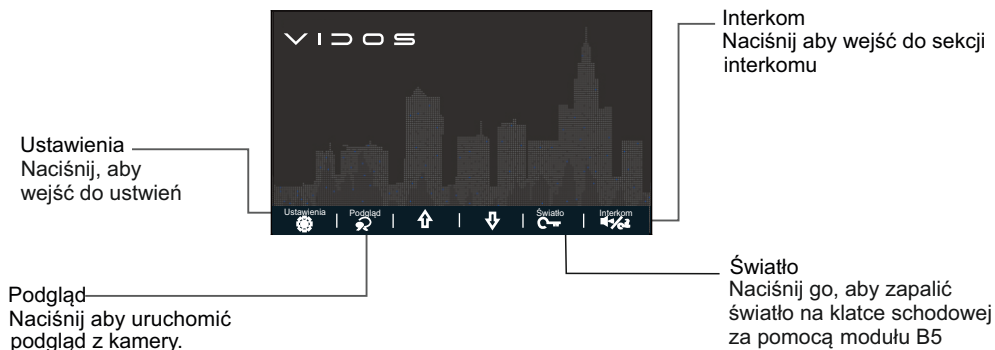 VIDOS
Interkom
Naciśnij aby wejść do sekcji
interkomu
Ustawienia
Naciśnij, aby
wejść do ustwień
Ustawienia | Podgląd | | Światło | Interkom
Podgląd
Naciśnij aby uruchomić
podgląd z kamery.
Światło
Naciśnij go, aby zapalić
światło na klatce schodowej
za pomocą modułu B5